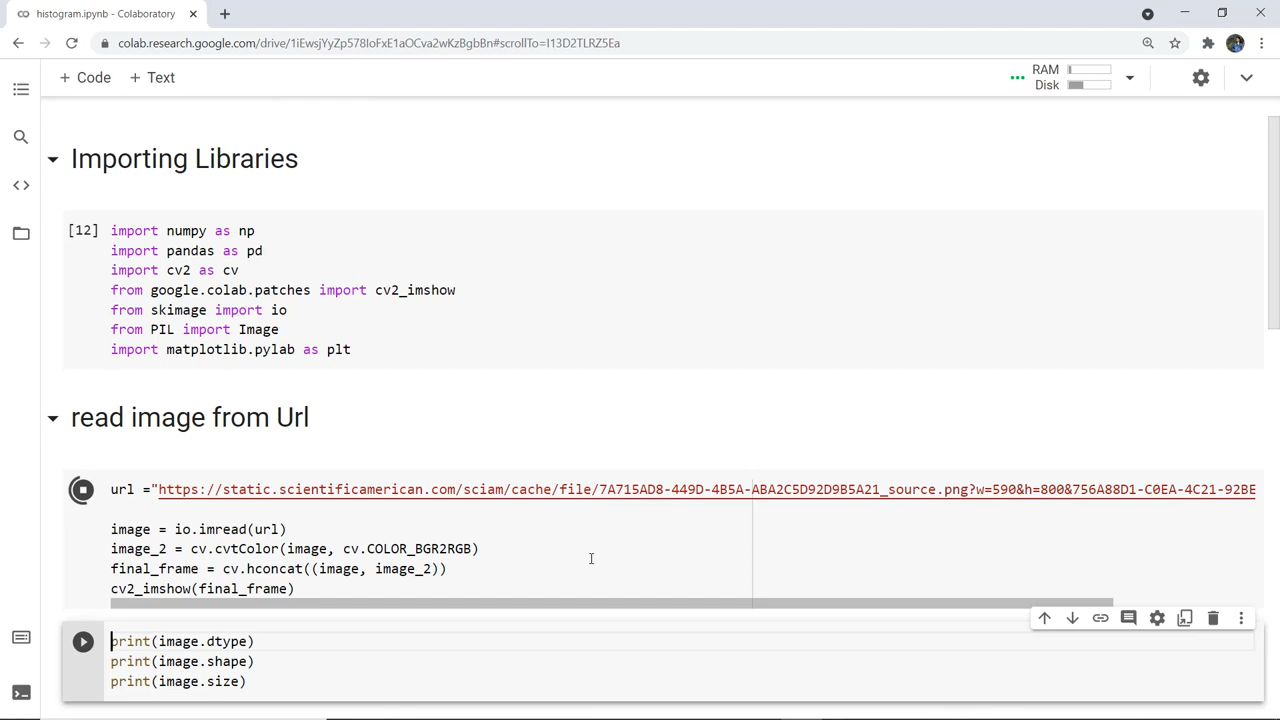 histogram.ipynb - Colaboratory
colab.research.google.com/drive/1iEwsjYyZp578IoFxE1aOCva2wKzBgbBn#scrollTo=I13D2TLRZ5Ea
+ Code + Text
RAM
Disk
Importing Libraries
[12] import numpy as np
import pandas as pd
import cv2 as cv
from google.colab.patches import cv2_imshow
from skimage import io
from PIL import Image
import matplotlib.pylab as plt
read image from Url
url ="https://static.scientificamerican.com/sciam/cache/file/7A715AD8-449D-4B5A-ABA2C5D92D9B5A21_source.png?w=590&h=800&756A88D1-C0EA-4C21-92BE
image = io.imread(url)
image_2 = cv.cvtColor(image, cv.COLOR_BGR2RGB)
final_frame = cv.hconcat((image, image_2))
cv2_imshow(final_frame)
print(image.dtype)
print(image.shape)
print(image.size)